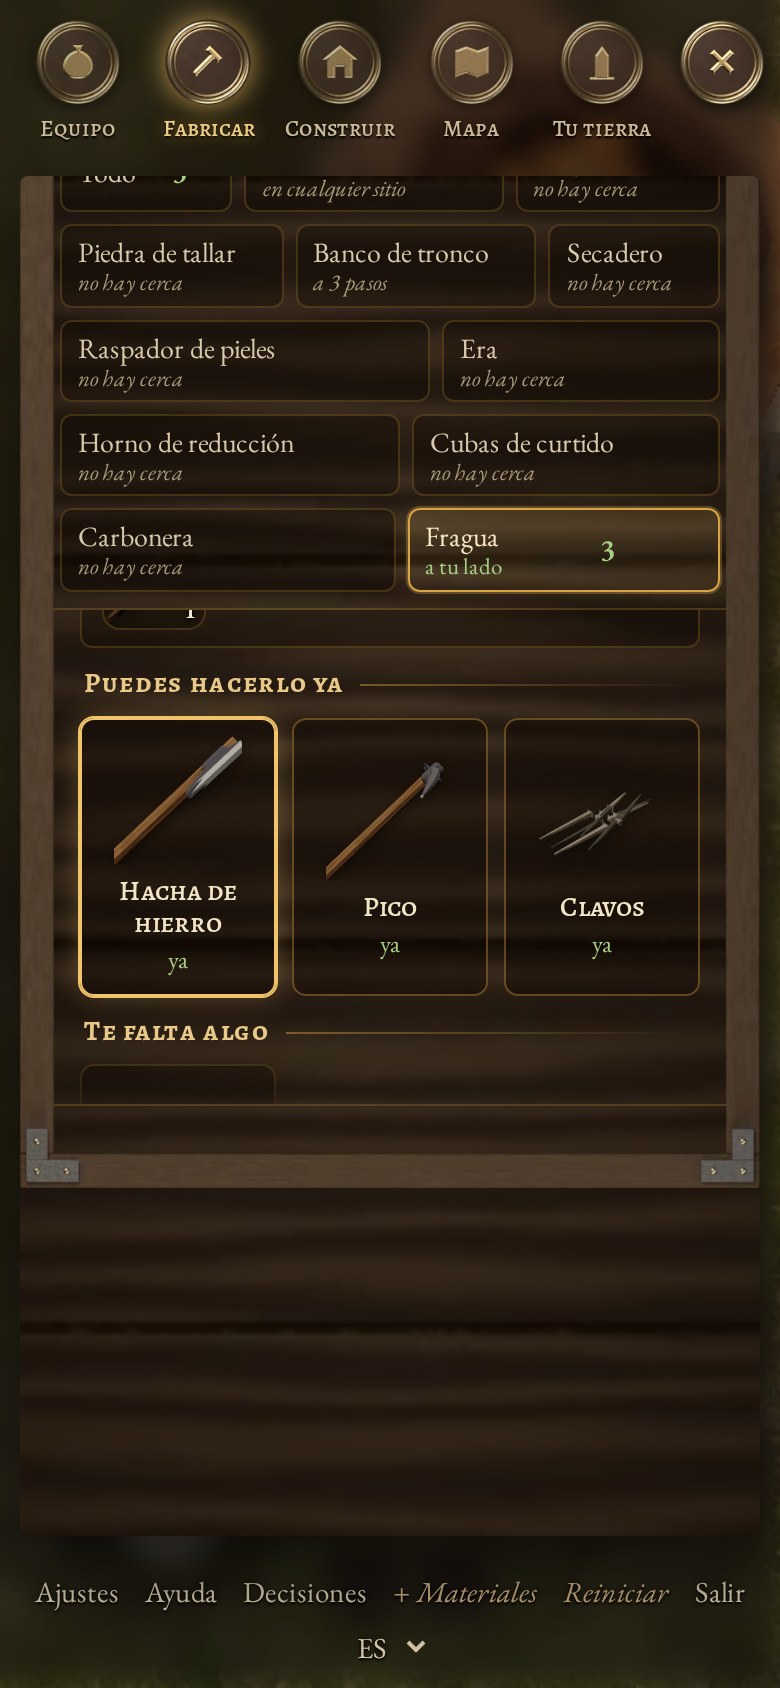 Equipo
Fabricar
Construir
Mapa
Tu tierra
Todo 3
en cualquier sitio
no hay cerca
Piedra de tallar
no hay cerca
Banco de tronco
a 3 pasos
Secadero
no hay cerca
Raspador de pieles
no hay cerca
Era
no hay cerca
Horno de reducción
no hay cerca
Cubas de curtido
no hay cerca
Carbonera
no hay cerca
Fragua
a tu lado
3
Puedes hacerlo ya
Hacha de
hierro
ya
Pico
ya
Clavos
ya
Te falta algo
Ajustes Ayuda Decisiones + Materiales Reiniciar Salir
ES